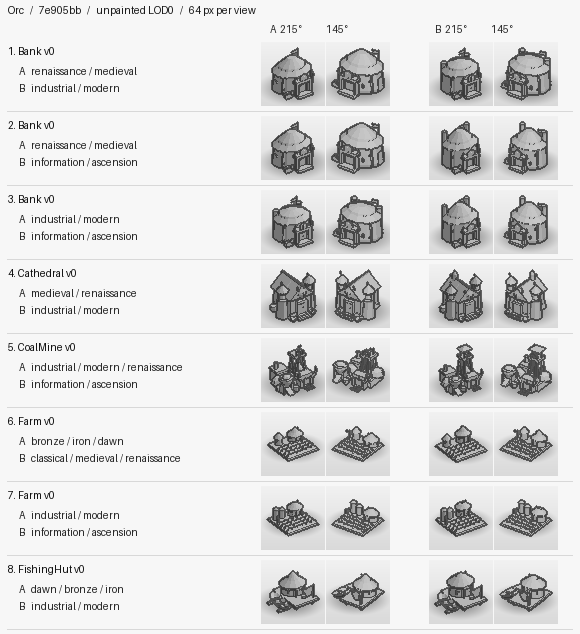 Orc / 7e905bb / unpainted LOD0 / 64 px per view
A 215° 145° B 215° 145°
1. Bank v0
A renaissance / medieval
B industrial / modern
2. Bank v0
A renaissance / medieval
B information / ascension
3. Bank v0
A industrial / modern
B information / ascension
4. Cathedral v0
A medieval / renaissance
B industrial / modern
5. CoalMine v0
A industrial / modern / renaissance
B information / ascension
6. Farm v0
A bronze / iron / dawn
B classical / medieval / renaissance
7. Farm v0
A industrial / modern
B information / ascension
8. FishingHut v0
A dawn / bronze / iron
B industrial / modern